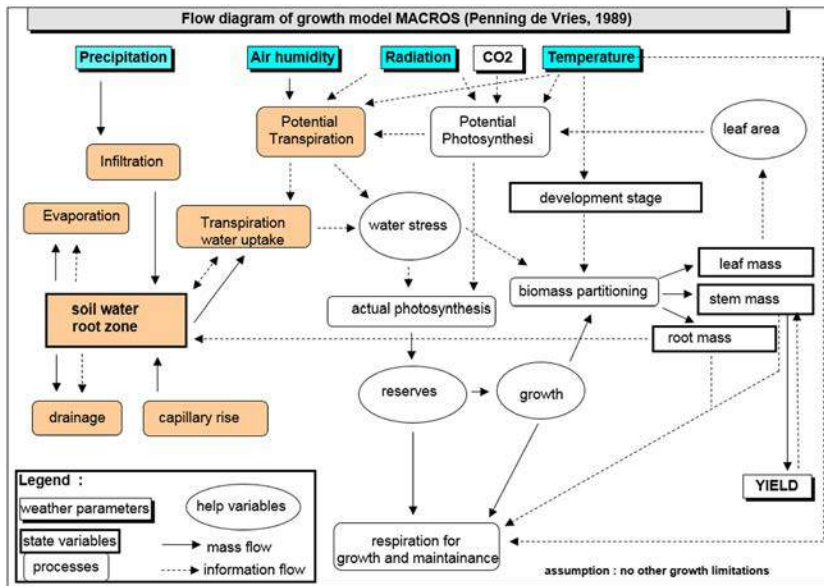 Flow diagram of growth model MACROS (Penning de Vries, 1989)
Precipitation
Air humidity
Radiation
CO2
Temperature
Potential
Transpiration
Potential
Photosynthesi
leaf area
Infiltration
development stage
Evaporation
Transpiration
water uptake
water stress
leaf mass
biomass partitioning
stem mass
soil water
root zone
actual photosynthesis
root mass
reserves
growth
drainage
capillary rise
YIELD
Legend :
weather parameters
help variables
state variables
mass flow
processes
information flow
respiration for
growth and maintainance
assumption : no other growth limitations